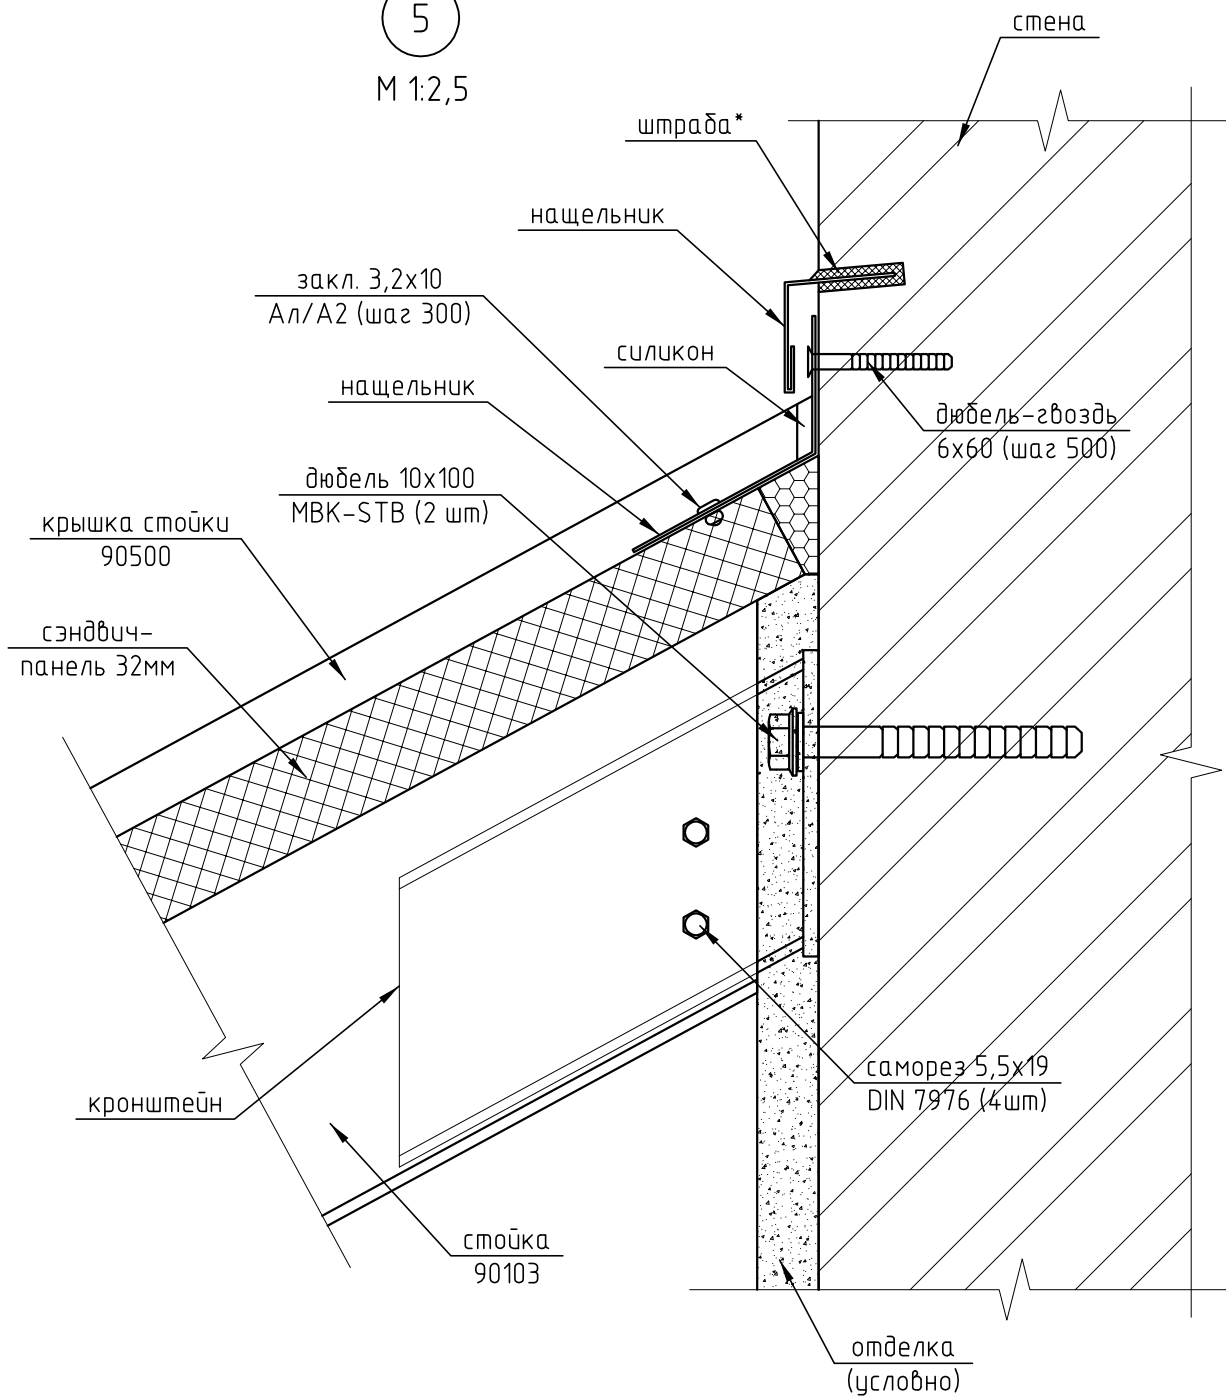 5
М 1:2,5
стена
штраба*
нащельник
закл. 3,2х10
Ал/А2 (шаг 300)
силикон
нащельник
дюбель-гвоздь
6х60 (шаг 500)
дюбель 10х100
MBK-STB (2 шт)
крышка стойки
90500
сэндвич-
панель 32мм
саморез 5,5х19
DIN 7976 (4шт)
кронштейн
стойка
90103
отделка
(условно)